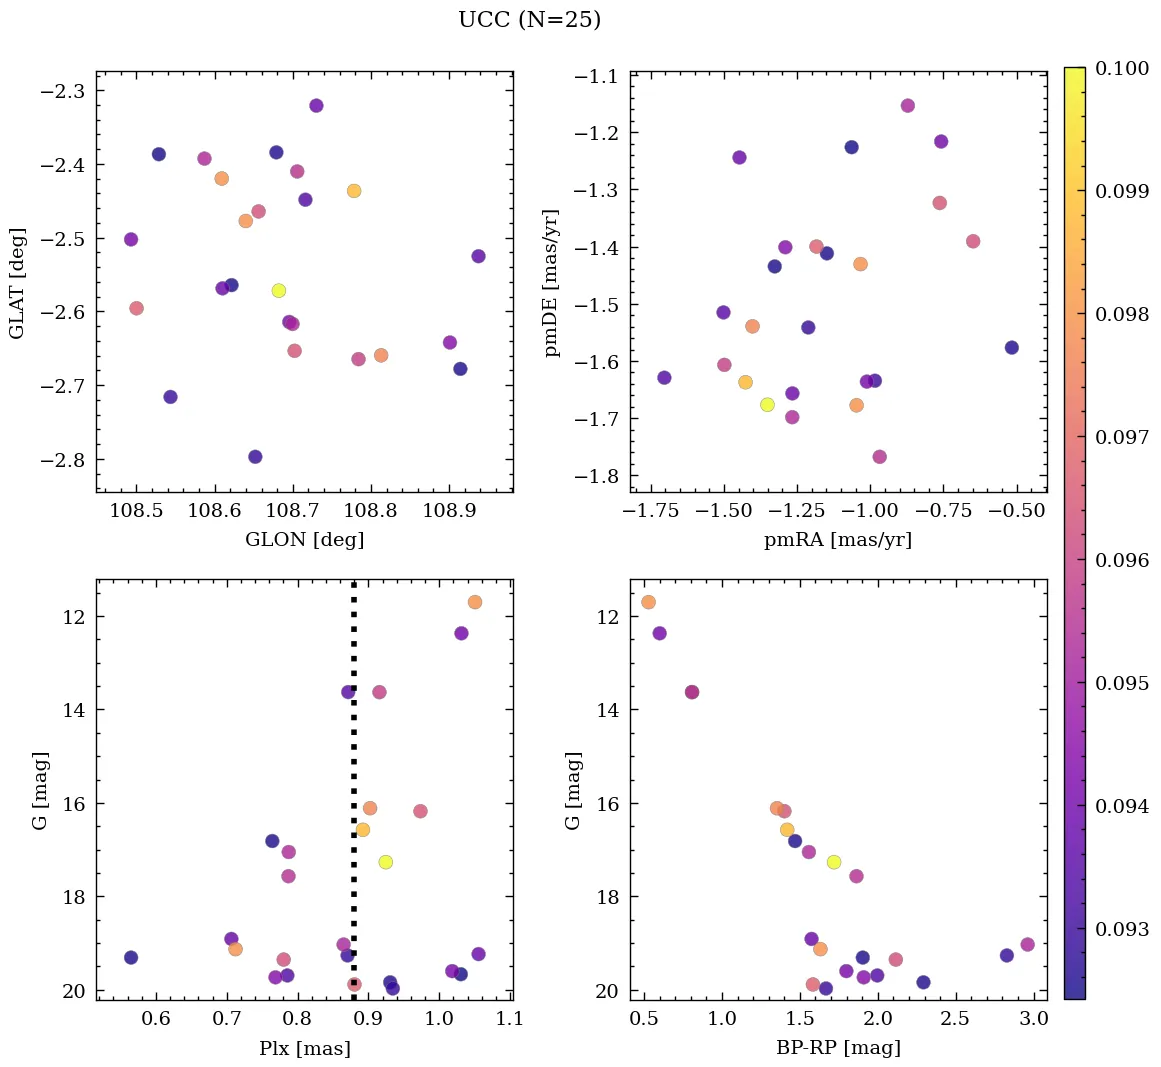 UCC (N=25)
−2.3
−2.4
−2.5
−2.6
−2.7
−2.8
GLAT [deg]
108.5 108.6 108.7 108.8 108.9
GLON [deg]
−1.1
−1.2
−1.3
−1.4
−1.5
−1.6
−1.7
−1.8
pmDE [mas/yr]
−1.75 −1.50 −1.25 −1.00 −0.75 −0.50
pmRA [mas/yr]
12
14
16
18
20
G [mag]
0.6 0.7 0.8 0.9 1.0 1.1
Plx [mas]
12
14
16
18
20
G [mag]
0.5 1.0 1.5 2.0 2.5 3.0
BP-RP [mag]
0.100
0.099
0.098
0.097
0.096
0.095
0.094
0.093